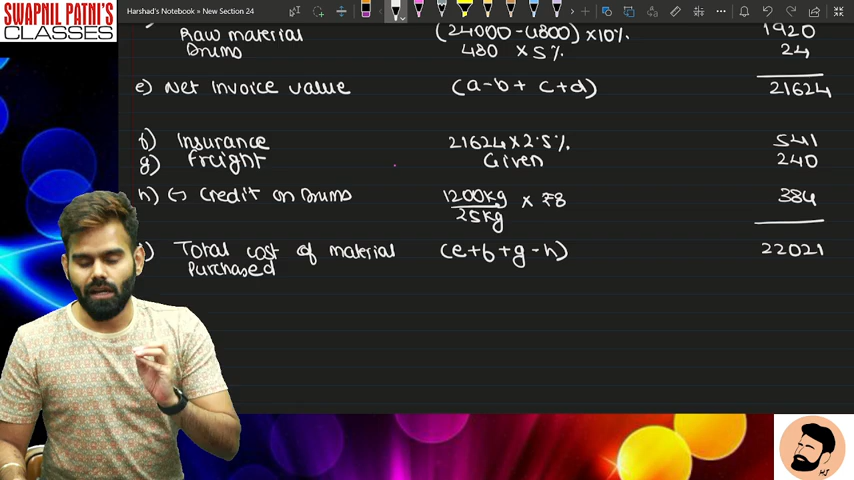 SWAPNIL PATNI'S
CLASSES
Harshad's Notebook » New Section 24
Raw material (24000-4800) ×10% 1920
Drums 480 × 5% 24
e) Net Invoice value (a-b+c+d) 21624
f) Insurance 21624×2.5% 541
g) Freight Given 240
h) (-) Credit on Drums 1200kg × ₹8 384
25kg
i) Total cost of material (e+f+g-h) 22021
purchased
HS